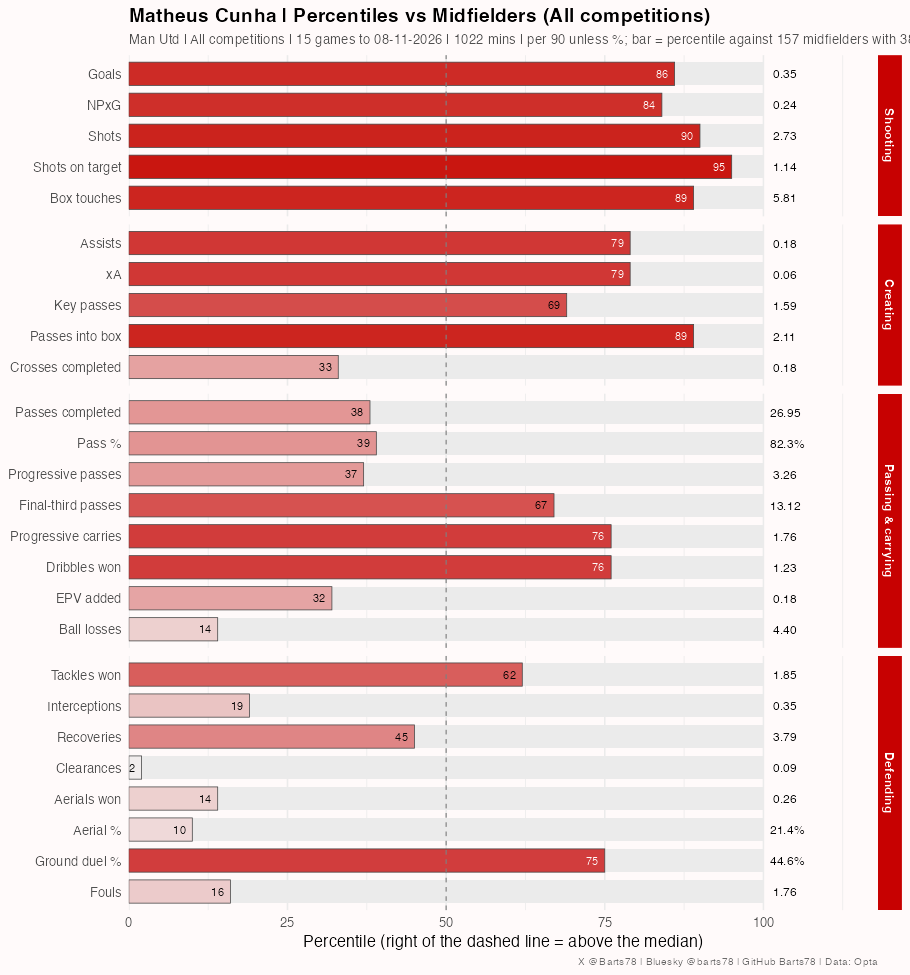 Matheus Cunha | Percentiles vs Midfielders (All competitions)
Man Utd | All competitions | 15 games to 08-11-2026 | 1022 mins | per 90 unless %; bar = percentile against 157 midfielders with 38
Goals 86 0.35
NPxG 84 0.24
Shots 90 2.73
Shots on target 95 1.14
Box touches 89 5.81
Shooting
Assists 79 0.18
xA 79 0.06
Key passes 69 1.59
Passes into box 89 2.11
Crosses completed 33 0.18
Creating
Passes completed 38 26.95
Pass % 39 82.3%
Progressive passes 37 3.26
Final-third passes 67 13.12
Progressive carries 76 1.76
Dribbles won 76 1.23
EPV added 32 0.18
Ball losses 14 4.40
Passing & carrying
Tackles won 62 1.85
Interceptions 19 0.35
Recoveries 45 3.79
Clearances 2 0.09
Aerials won 14 0.26
Aerial % 10 21.4%
Ground duel % 75 44.6%
Fouls 16 1.76
Defending
0 25 50 75 100
Percentile (right of the dashed line = above the median)
X @Barts78 | Bluesky @barts78 | GitHub Barts78 | Data: Opta